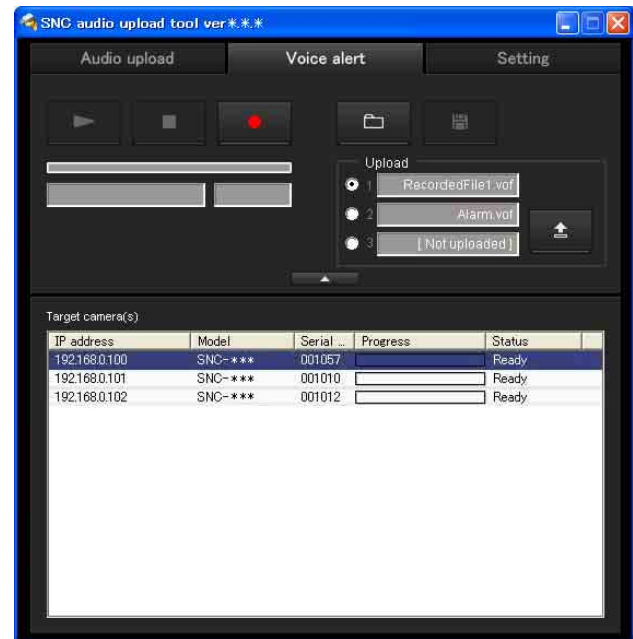 SNC audio upload tool ver*.*.*
Audio upload Voice alert Setting
Upload
1 RecordedFile1.vof
2 Alarm.vof
3 [ Not uploaded ]
Target camera(s)
IP address Model Serial ... Progress Status
192.168.0.100 SNC-*** 001057 Ready
192.168.0.101 SNC-*** 001010 Ready
192.168.0.102 SNC-*** 001012 Ready